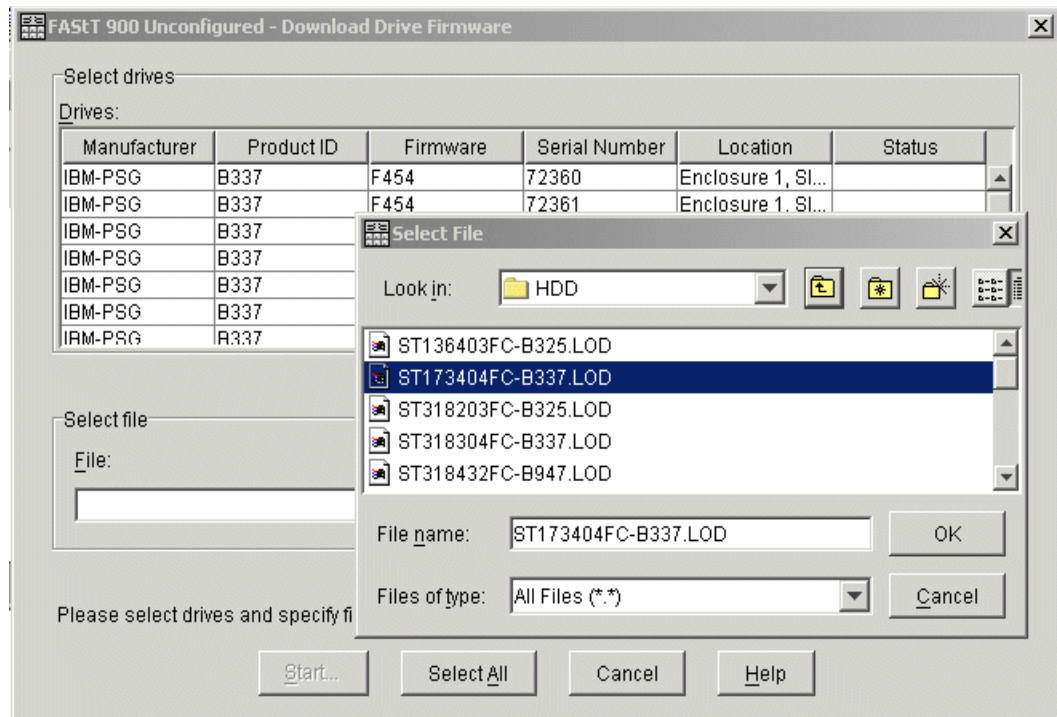 FAStT 900 Unconfigured - Download Drive Firmware
Select drives
Drives:
Manufacturer Product ID Firmware Serial Number Location Status
IBM-PSG B337 F454 72360 Enclosure 1, Sl...
IBM-PSG B337 F454 72361 Enclosure 1, Sl...
IBM-PSG B337
IBM-PSG B337
IBM-PSG B337
IBM-PSG B337
IBM-PSG B337
Select file
File:
Please select drives and specify fi
Start... Select All Cancel Help
Select File
Look in: HDD
ST136403FC-B325.LOD
ST173404FC-B337.LOD
ST318203FC-B325.LOD
ST318304FC-B337.LOD
ST318432FC-B947.LOD
File name: ST173404FC-B337.LOD OK
Files of type: All Files (*.*) Cancel